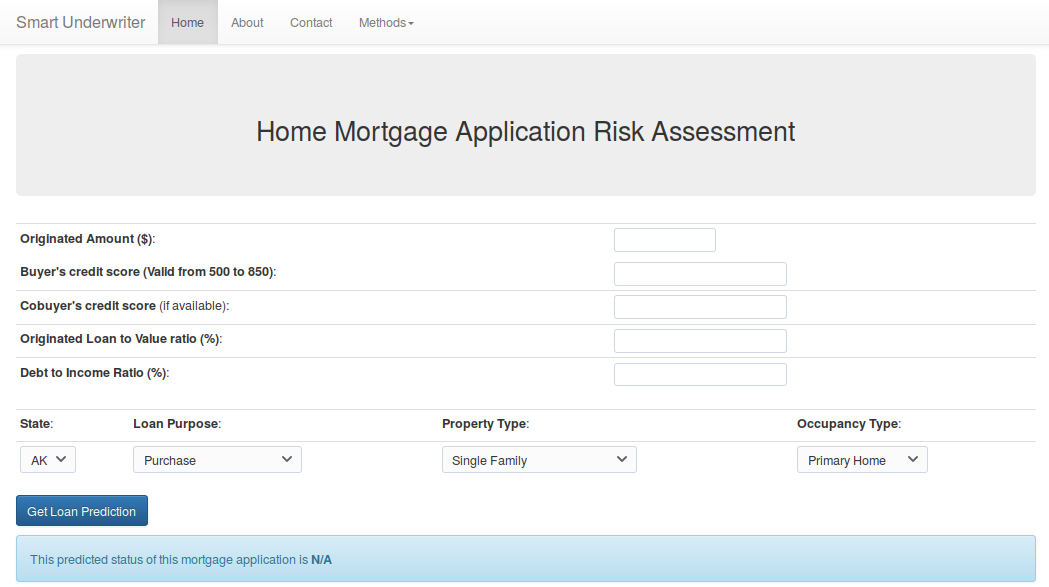 Smart Underwriter Home About Contact Methods
Home Mortgage Application Risk Assessment
Originated Amount ($):
Buyer's credit score (Valid from 500 to 850):
Cobuyer's credit score (if available):
Originated Loan to Value ratio (%):
Debt to Income Ratio (%):
State: Loan Purpose: Property Type: Occupancy Type:
AK Purchase Single Family Primary Home
Get Loan Prediction
This predicted status of this mortgage application is N/A